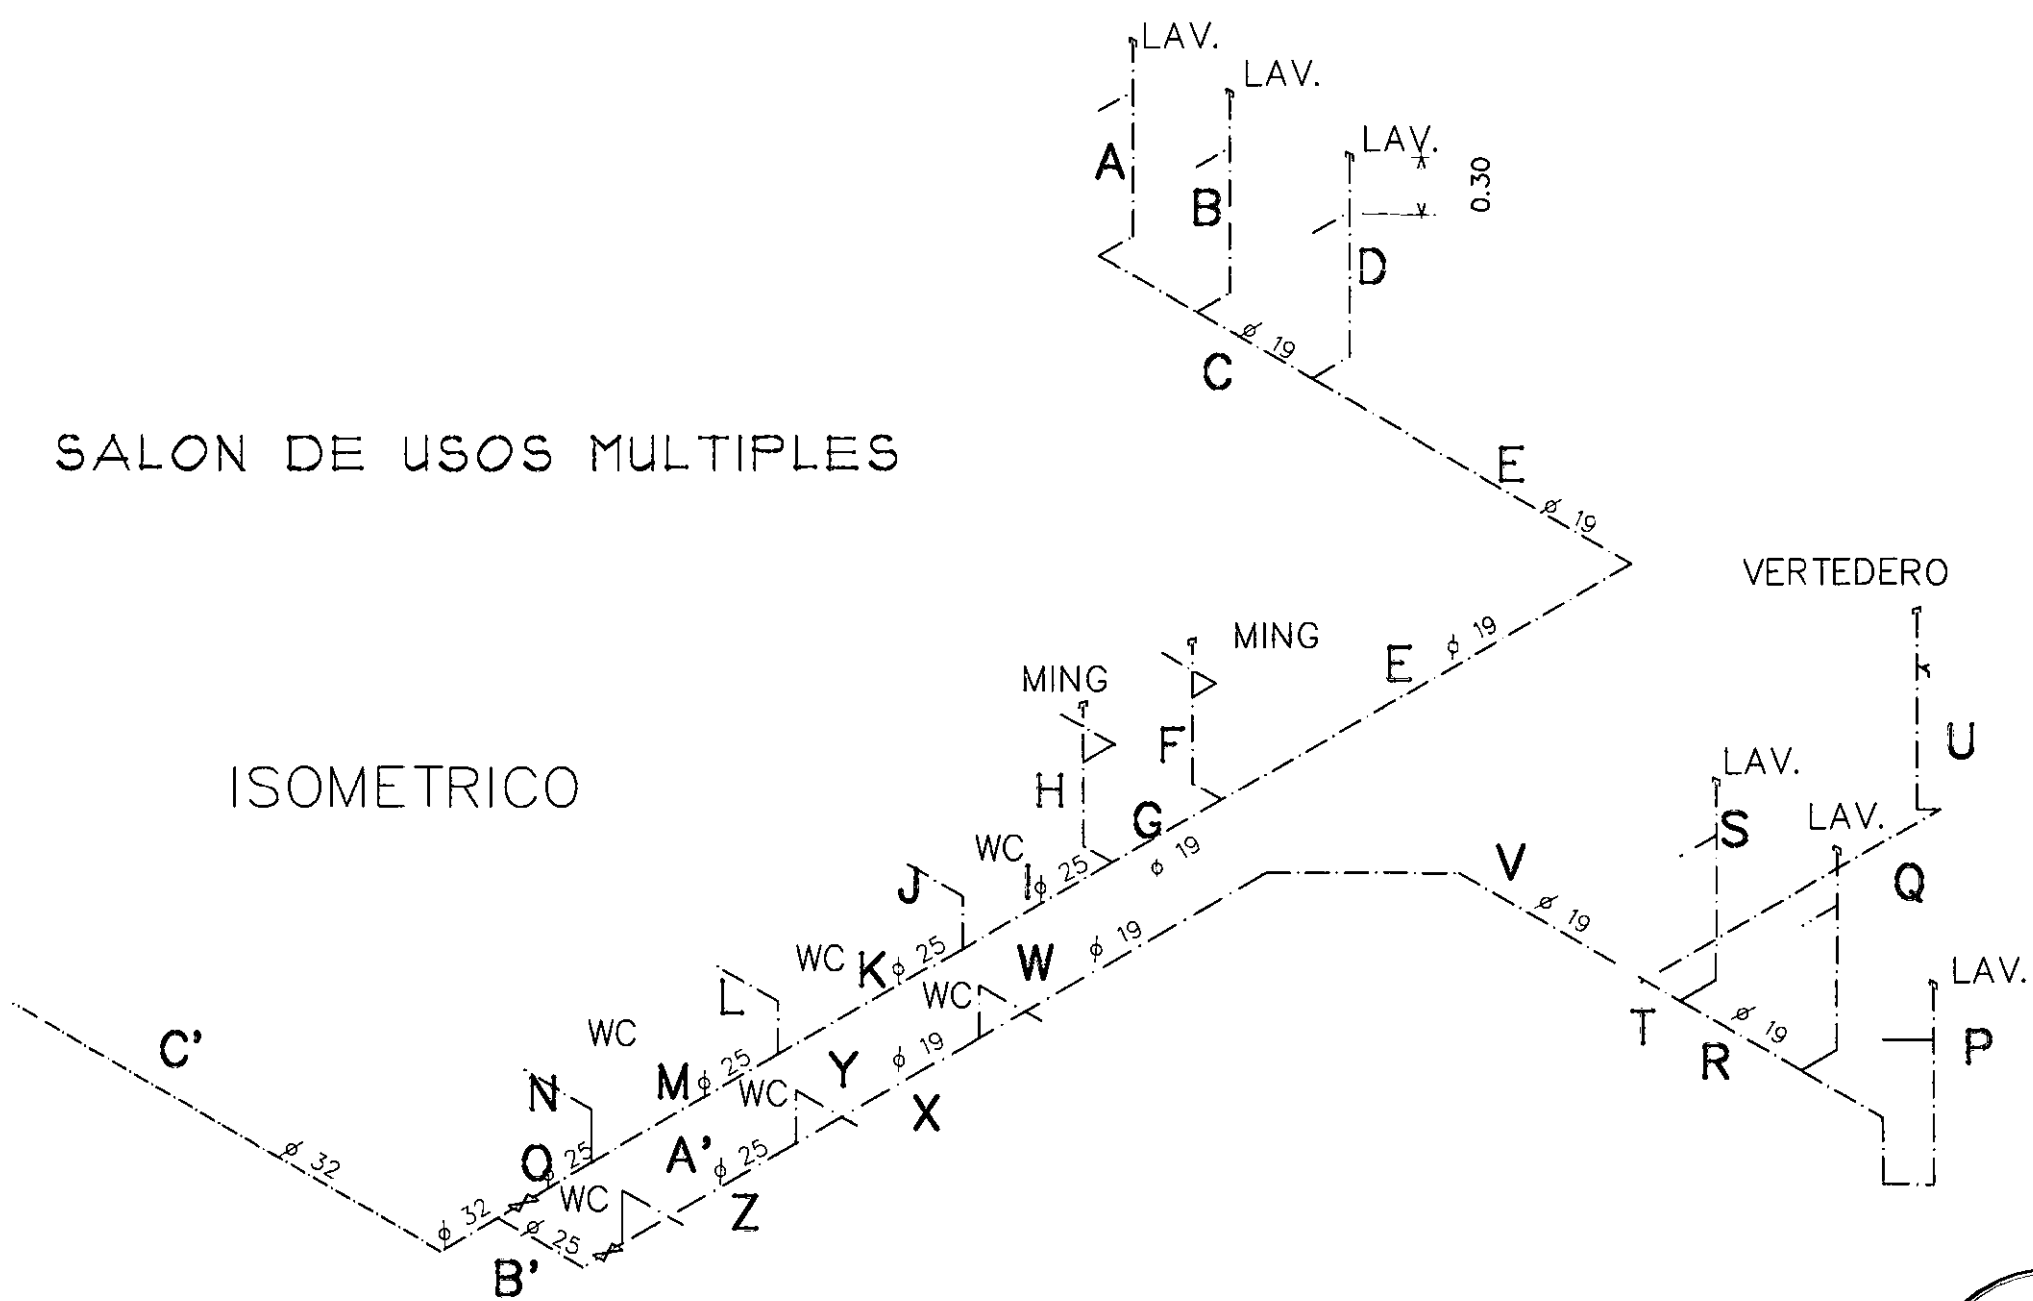 LAV.
LAV.
LAV.
0.30
A
B
D
ø 19
C
SALON DE USOS MULTIPLES
E
ø 19
VERTEDERO
MING
MING
E
ø 19
F
U
H
ISOMETRICO
G
LAV.
LAV.
S
WC
I
ø 25
ø 19
V
J
Q
ø 19
WC
K
ø 25
W
ø 19
LAV.
L
WC
WC
T
ø 19
R
P
C'
N
M
ø 25
Y
ø 19
WC
X
O
ø 25
A'
ø 25
ø 32
WC
Z
ø 32
ø 25
B'